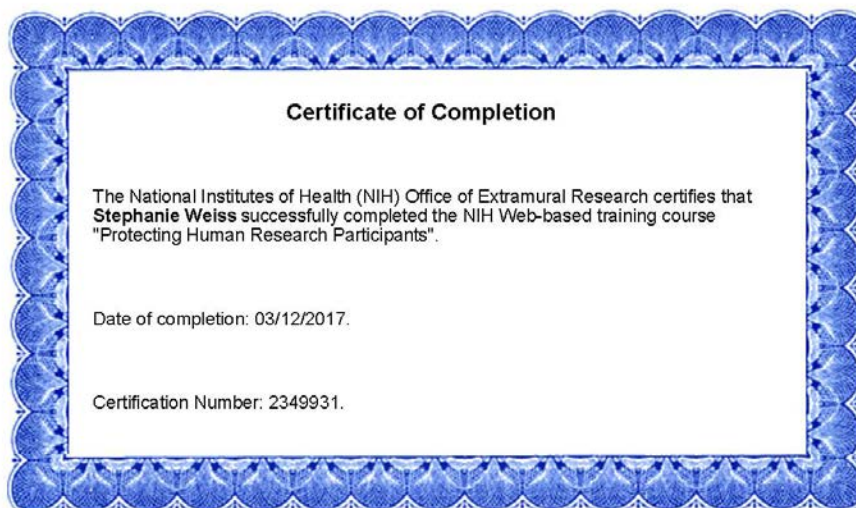 Certificate of Completion
The National Institutes of Health (NIH) Office of Extramural Research certifies that
Stephanie Weiss successfully completed the NIH Web-based training course
"Protecting Human Research Participants".
Date of completion: 03/12/2017.
Certification Number: 2349931.